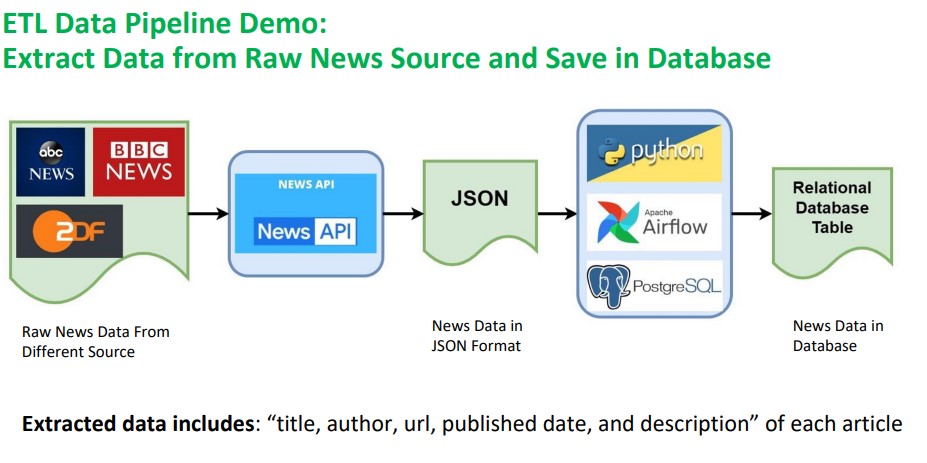 ETL Data Pipeline Demo:
Extract Data from Raw News Source and Save in Database
abc
NEWS
BBC
NEWS
2DF
NEWS API
News API
JSON
python
Apache
Airflow
PostgreSQL
Relational
Database
Table
Raw News Data From
Different Source
News Data in
JSON Format
News Data in
Database
Extracted data includes: “title, author, url, published date, and description” of each article